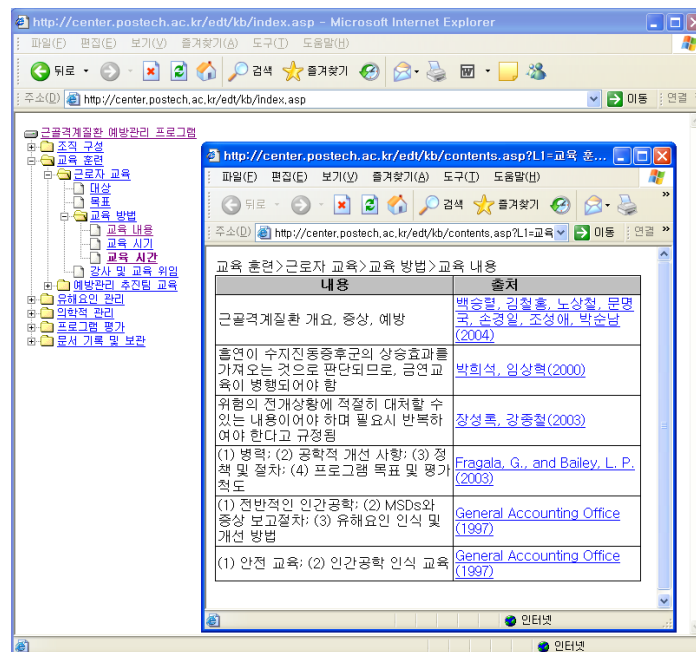 http://center.postech.ac.kr/edt/kb/index.asp - Microsoft Internet Explorer
파일(F) 편집(E) 보기(V) 즐겨찾기(A) 도구(T) 도움말(H)
뒤로 검색 즐겨찾기
주소(D) http://center.postech.ac.kr/edt/kb/index.asp 이동 연결
근골격계질환 예방관리 프로그램
조직 구성
교육 훈련
근로자 교육
대상
목표
교육 방법
교육 내용
교육 시기
교육 시간
강사 및 교육 위임
예방관리 추진팀 교육
유해요인 관리
의학적 관리
프로그램 평가
문서 기록 및 보관
http://center.postech.ac.kr/edt/kb/contents.asp?L1=교육 훈...
파일(F) 편집(E) 보기(V) 즐겨찾기(A) 도구(T) 도움말(H)
뒤로 검색 즐겨찾기
주소(D) http://center.postech.ac.kr/edt/kb/contents.asp?L1=교육 이동 연결
교육 훈련>근로자 교육>교육 방법>교육 내용
내용 출처
근골격계질환 개요, 증상, 예방
백승렬, 김철홍, 노상철, 문명
국, 손경일, 조성애, 박순남
(2004)
흡연이 수지진동증후군의 상승효과를
가져오는 것으로 판단되므로, 금연교
육이 병행되어야 함
박희석, 임상혁(2000)
위험의 전개상황에 적절히 대처할 수
있는 내용이어야 하며 필요시 반복하
여야 한다고 규정됨
장성록, 강종철(2003)
(1) 병력; (2) 공학적 개선 사항; (3) 정
책 및 절차; (4) 프로그램 목표 및 평가
척도
Fragala, G., and Bailey, L. P.
(2003)
(1) 전반적인 인간공학; (2) MSDs와
증상 보고절차; (3) 유해요인 인식 및
개선 방법
General Accounting Office
(1997)
(1) 안전 교육; (2) 인간공학 인식 교육
General Accounting Office
(1997)
인터넷
인터넷